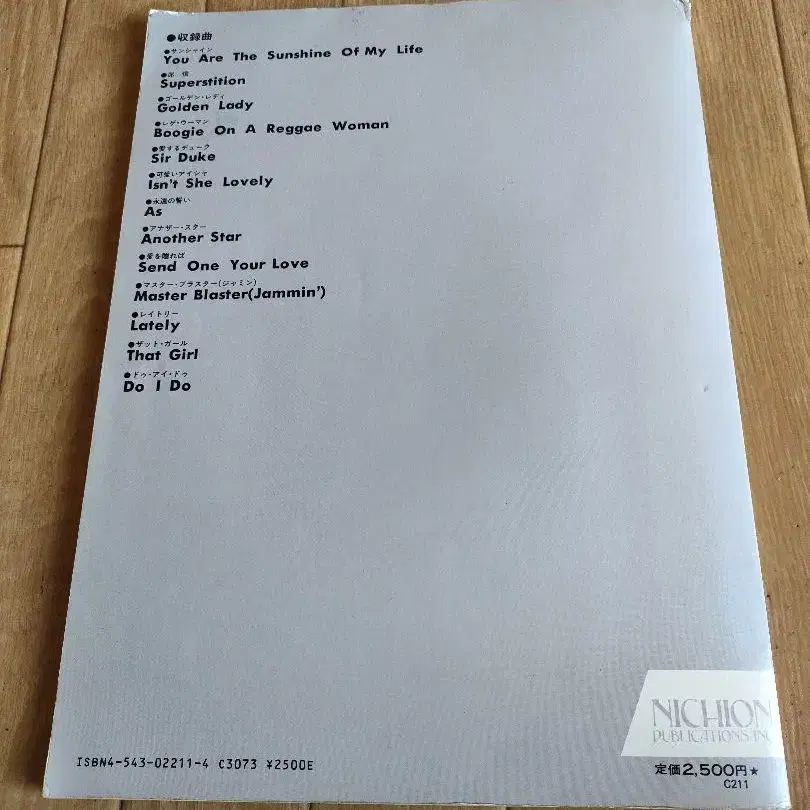 ●収録曲
●サンシャイン
You Are The Sunshine Of My Life
●迷信
Superstition
●ゴールデン・レディ
Golden Lady
●レゲ・ウーマン
Boogie On A Reggae Woman
●愛するデューク
Sir Duke
●可愛いアイシャ
Isn't She Lovely
●永遠の誓い
As
●アナザー・スター
Another Star
●愛を贈れば
Send One Your Love
●マスター・ブラスター(ジャミン)
Master Blaster(Jammin')
●レイトリー
Lately
●ザット・ガール
That Girl
●ドゥ・アイ・ドゥ
Do I Do
NICHION
PUBLICATIONS INC
ISBN4-543-02211-4 C3073 ¥2500E
定価2,500円★
C211